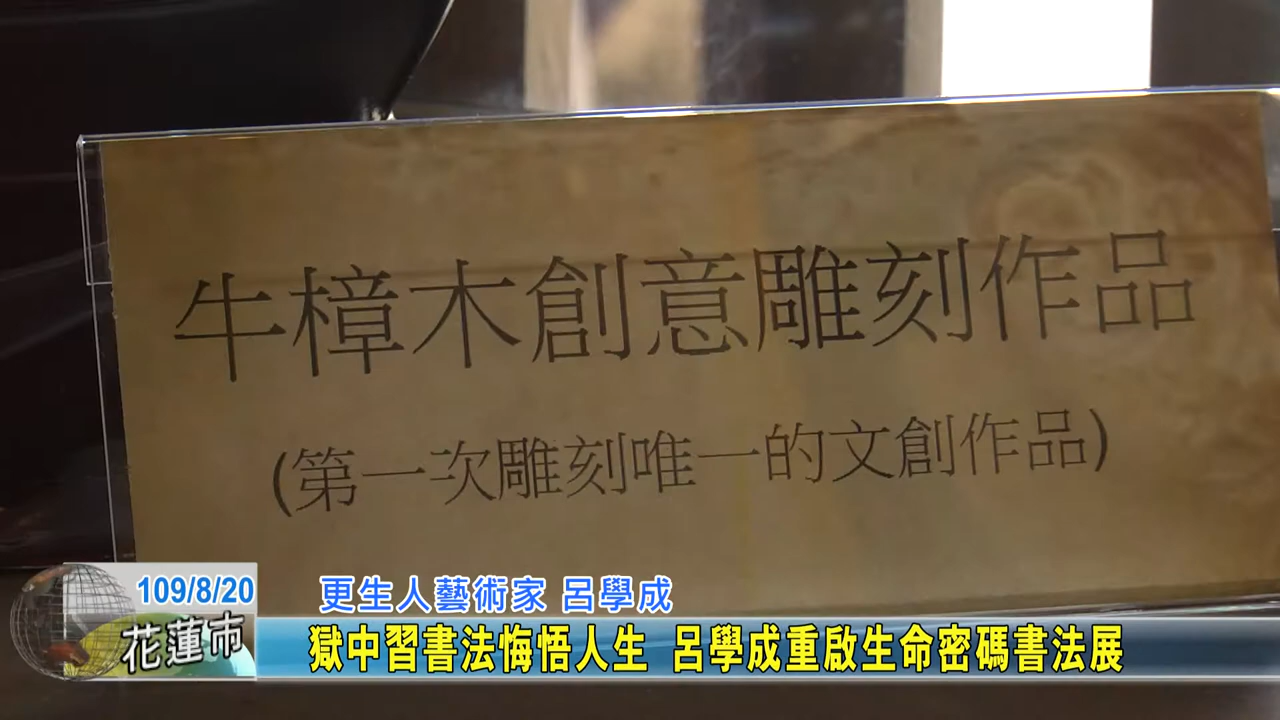 牛樟木創意雕刻作品
(第一次雕刻唯一的文創作品)
109/8/20
花蓮市
更生人藝術家 呂學成
獄中習書法悔悟人生 呂學成重啟生命密碼書法展